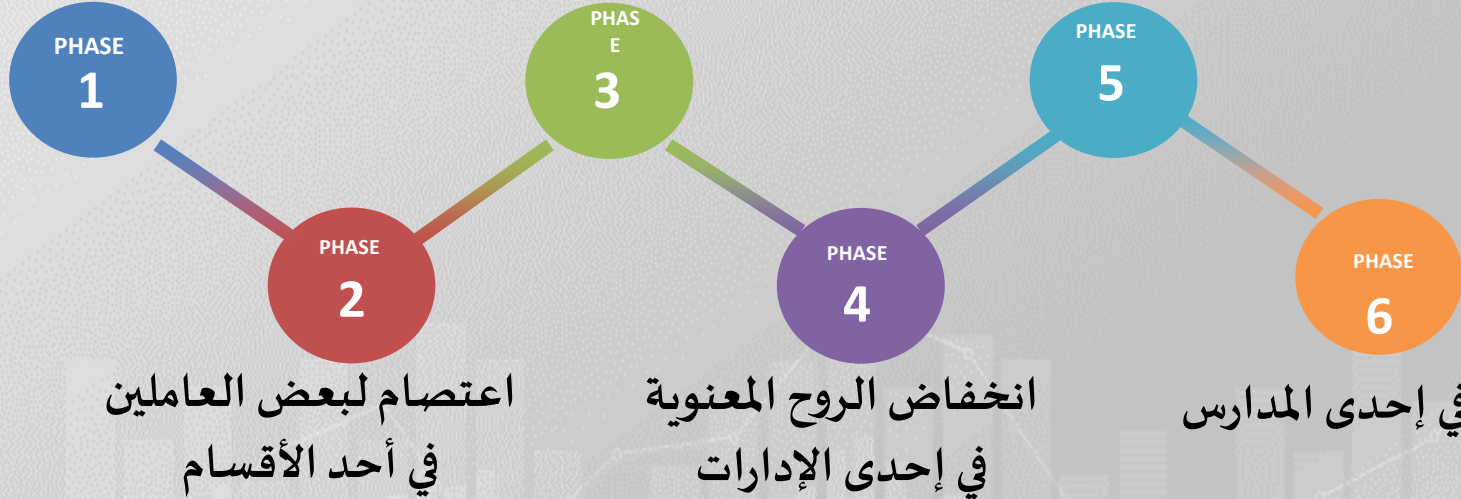 PHASE
1
PHASE
2
PHAS
E
3
PHASE
4
PHASE
5
PHASE
6
اعتصام لبعض العاملين
في أحد الأقسام
انخفاض الروح المعنوية
في إحدى الإدارات
في إحدى المدارس